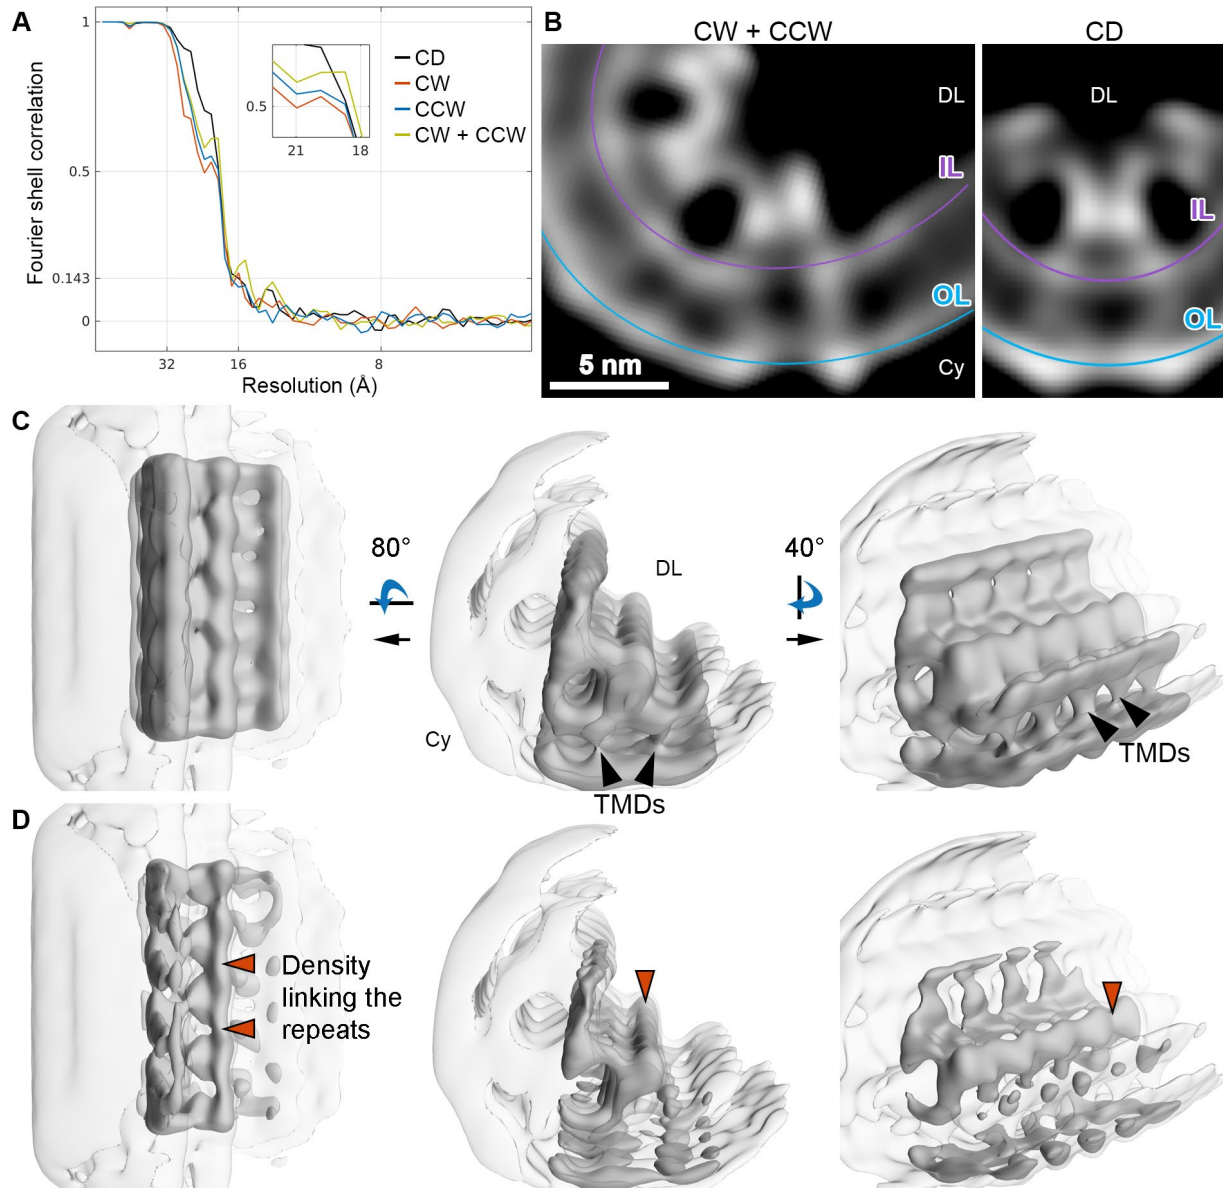 A
Fourier shell correlation
1
0.5
0.143
0
32
16
8
Resolution (Å)
0.5
21
18
CD
CW
CCW
CW + CCW
B
CW + CCW
DL
IL
OL
Cy
5 nm
CD
DL
IL
OL
C
80°
DL
Cy
TMDs
40°
TMDs
D
Density
linking the
repeats